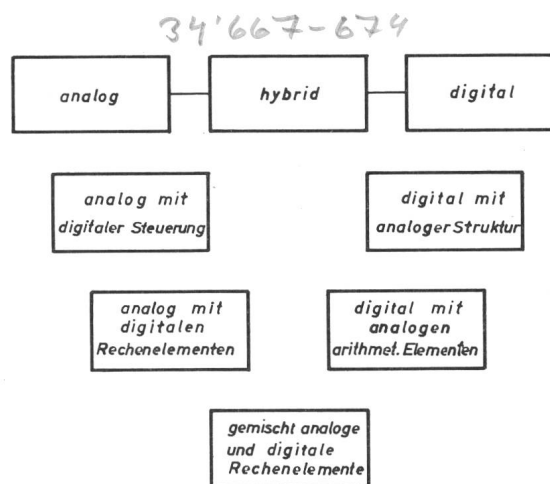 34'667-674
analog hybrid digital
analog mit
digitaler Steuerung
digital mit
analoger Struktur
analog mit
digitalen
Rechenelementen
digital mit
analogen
arithmet. Elementen
gemischt analoge
und digitale
Rechenelemente